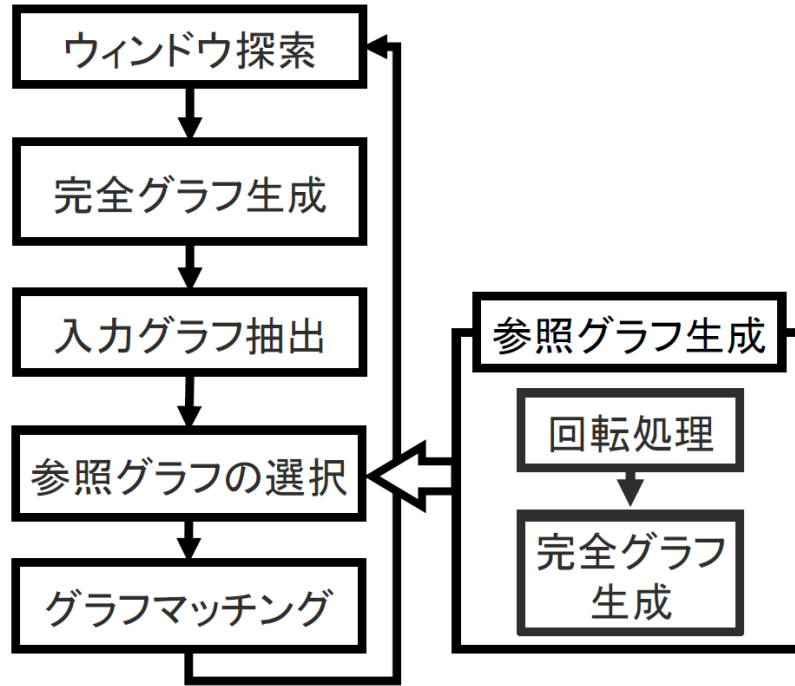 ウィンドウ探索
完全グラフ生成
入力グラフ抽出
参照グラフの選択
グラフマッチング
参照グラフ生成
回転処理
完全グラフ
生成